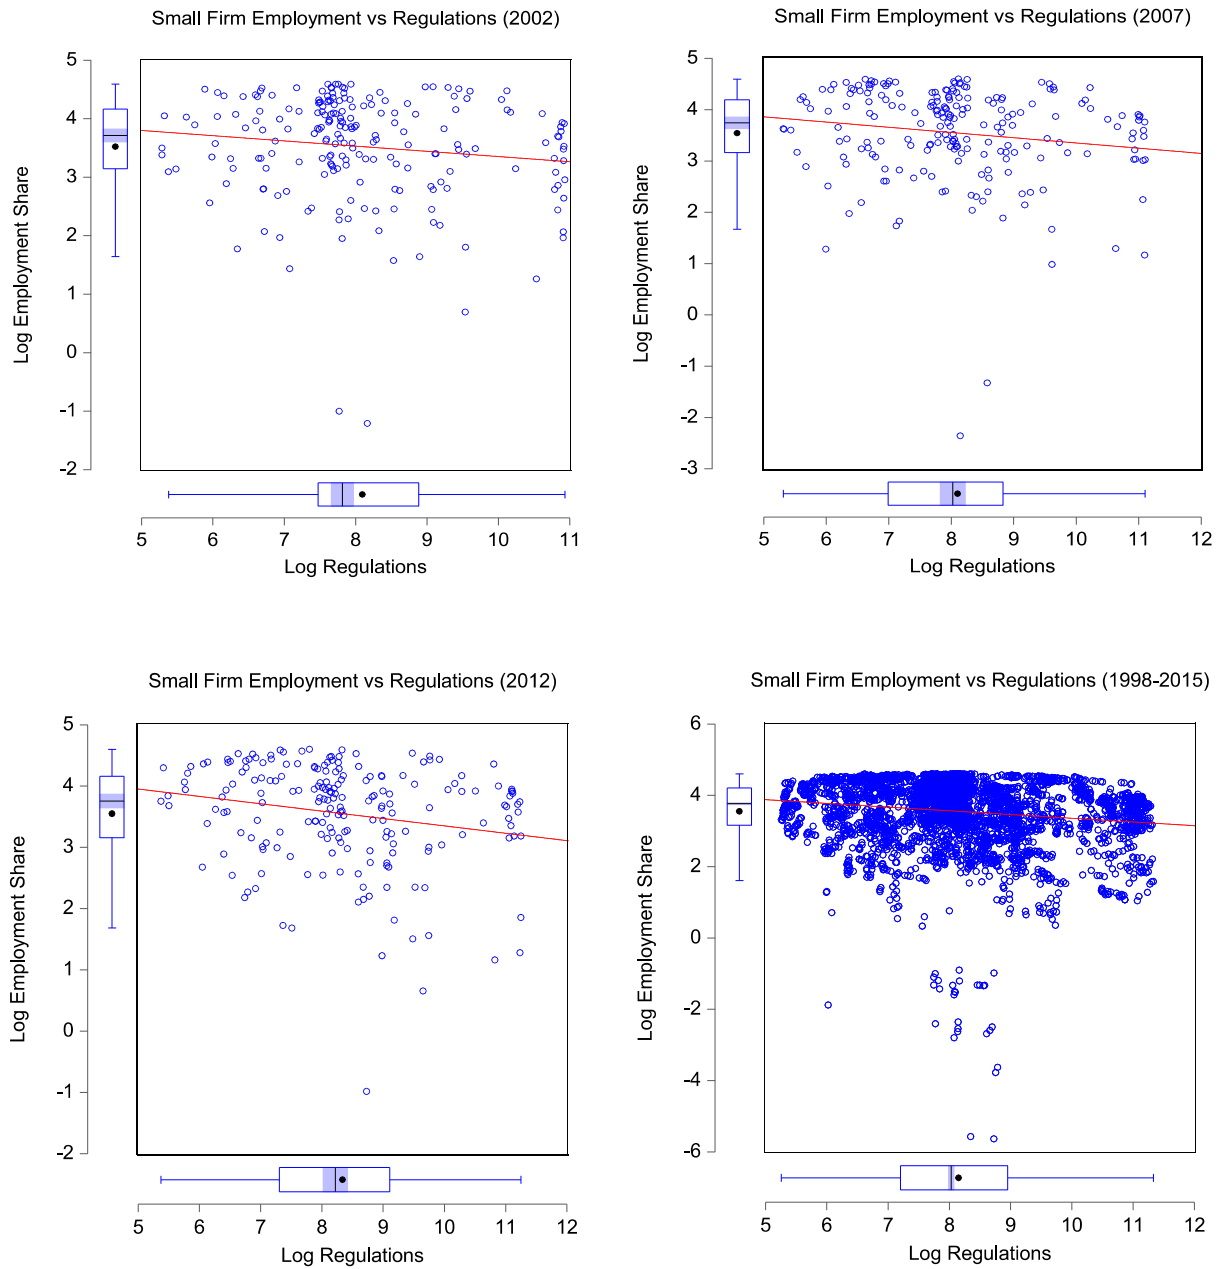 Small Firm Employment vs Regulations (2002)
5
4
3
2
1
0
-1
-2
Log Employment Share
5 6 7 8 9 10 11
Log Regulations
Small Firm Employment vs Regulations (2007)
5
4
3
2
1
0
-1
-2
-3
Log Employment Share
5 6 7 8 9 10 11 12
Log Regulations
Small Firm Employment vs Regulations (2012)
5
4
3
2
1
0
-1
-2
Log Employment Share
5 6 7 8 9 10 11 12
Log Regulations
Small Firm Employment vs Regulations (1998-2015)
6
4
2
0
-2
-4
-6
Log Employment Share
5 6 7 8 9 10 11 12
Log Regulations